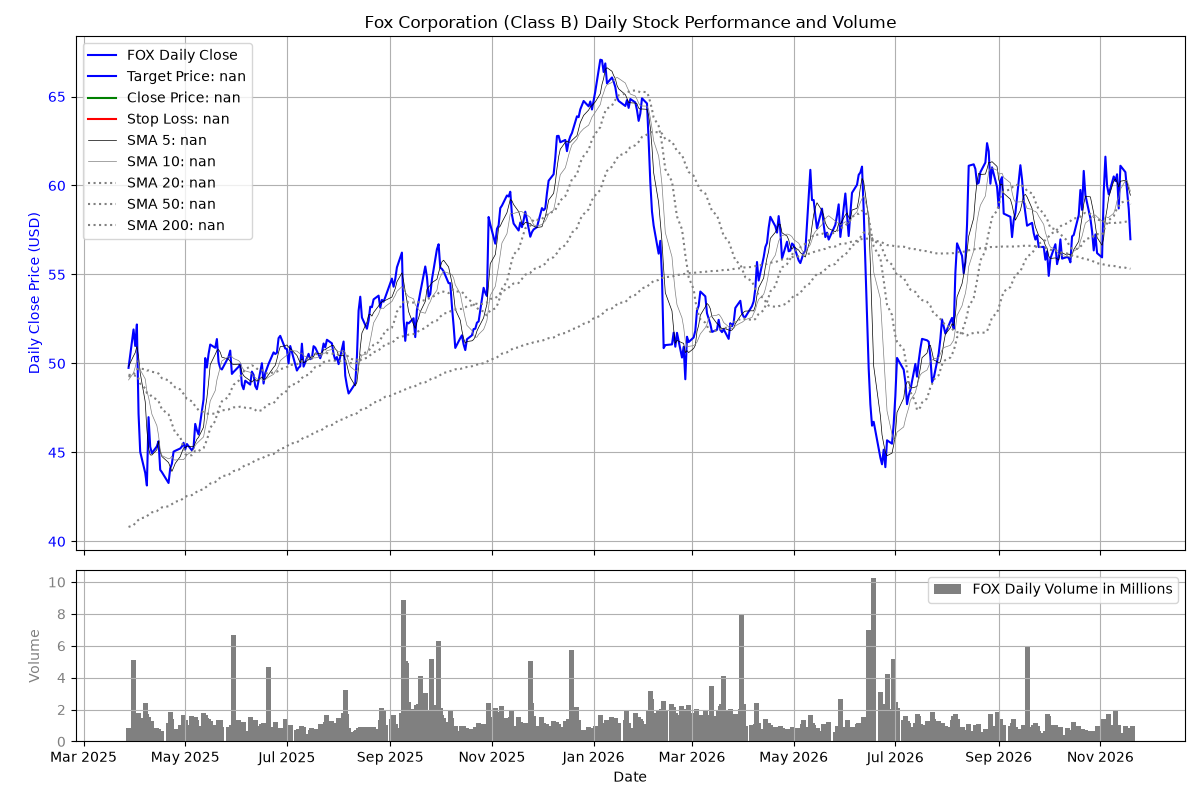 Fox Corporation (Class B) Daily Stock Performance and Volume
FOX Daily Close
Target Price: nan
Close Price: nan
Stop Loss: nan
SMA 5: nan
SMA 10: nan
SMA 20: nan
SMA 50: nan
SMA 200: nan
Daily Close Price (USD)
65
60
55
50
45
40
FOX Daily Volume in Millions
Volume
10
8
6
4
2
0
Mar 2025 May 2025 Jul 2025 Sep 2025 Nov 2025 Jan 2026 Mar 2026 May 2026 Jul 2026 Sep 2026 Nov 2026
Date